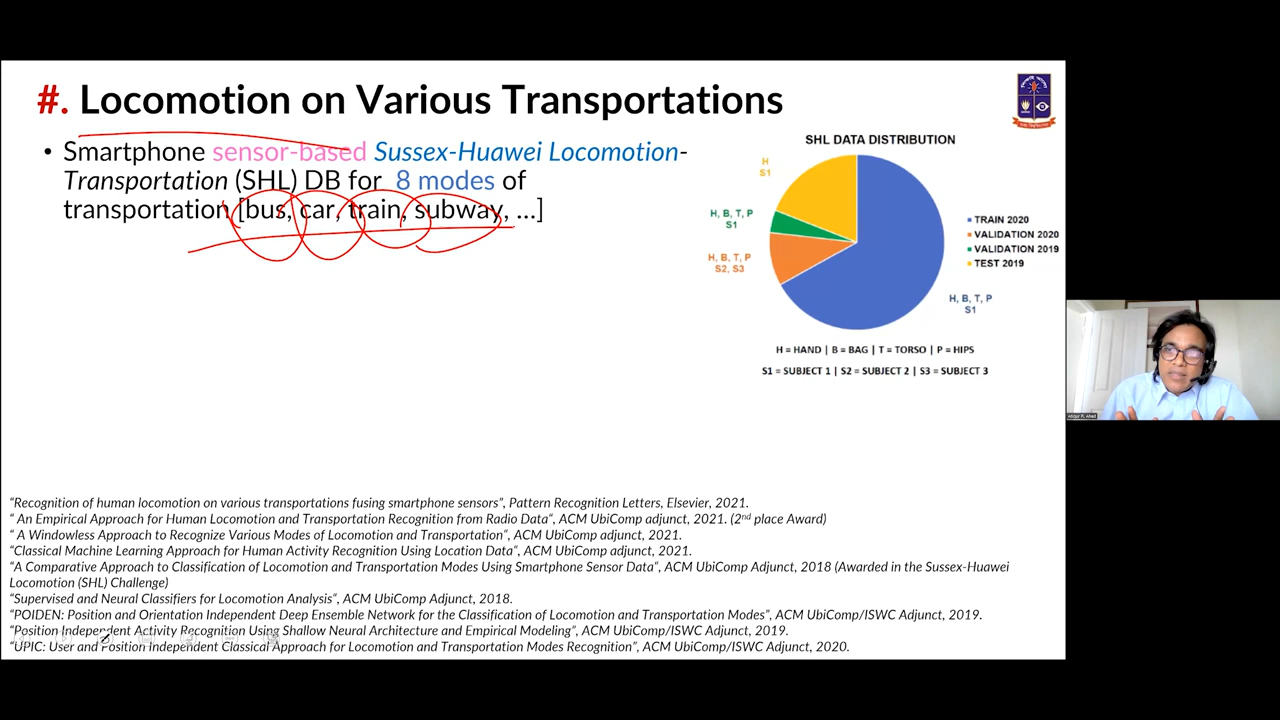 #. Locomotion on Various Transportations
• Smartphone sensor-based Sussex-Huawei Locomotion-
Transportation (SHL) DB for 8 modes of
transportation [bus, car, train, subway, …]
SHL DATA DISTRIBUTION
H
S1
H, B, T, P
S1
H, B, T, P
S2, S3
H, B, T, P
S1
TRAIN 2020
VALIDATION 2020
VALIDATION 2019
TEST 2019
H = HAND | B = BAG | T = TORSO | P = HIPS
S1 = SUBJECT 1 | S2 = SUBJECT 2 | S3 = SUBJECT 3
"Recognition of human locomotion on various transportations fusing smartphone sensors", Pattern Recognition Letters, Elsevier, 2021.
" An Empirical Approach for Human Locomotion and Transportation Recognition from Radio Data", ACM UbiComp adjunct, 2021. (2nd place Award)
" A Windowless Approach to Recognize Various Modes of Locomotion and Transportation", ACM UbiComp adjunct, 2021.
"Classical Machine Learning Approach for Human Activity Recognition Using Location Data", ACM UbiComp adjunct, 2021.
"A Comparative Approach to Classification of Locomotion and Transportation Modes Using Smartphone Sensor Data", ACM UbiComp Adjunct, 2018 (Awarded in the Sussex-Huawei
Locomotion (SHL) Challenge)
"Supervised and Neural Classifiers for Locomotion Analysis", ACM UbiComp Adjunct, 2018.
"POIDEN: Position and Orientation Independent Deep Ensemble Network for the Classification of Locomotion and Transportation Modes", ACM UbiComp/ISWC Adjunct, 2019.
"Position Independent Activity Recognition Using Shallow Neural Architecture and Empirical Modeling", ACM UbiComp/ISWC Adjunct, 2019.
"UPIC: User and Position Independent Classical Approach for Locomotion and Transportation Modes Recognition", ACM UbiComp/ISWC Adjunct, 2020.